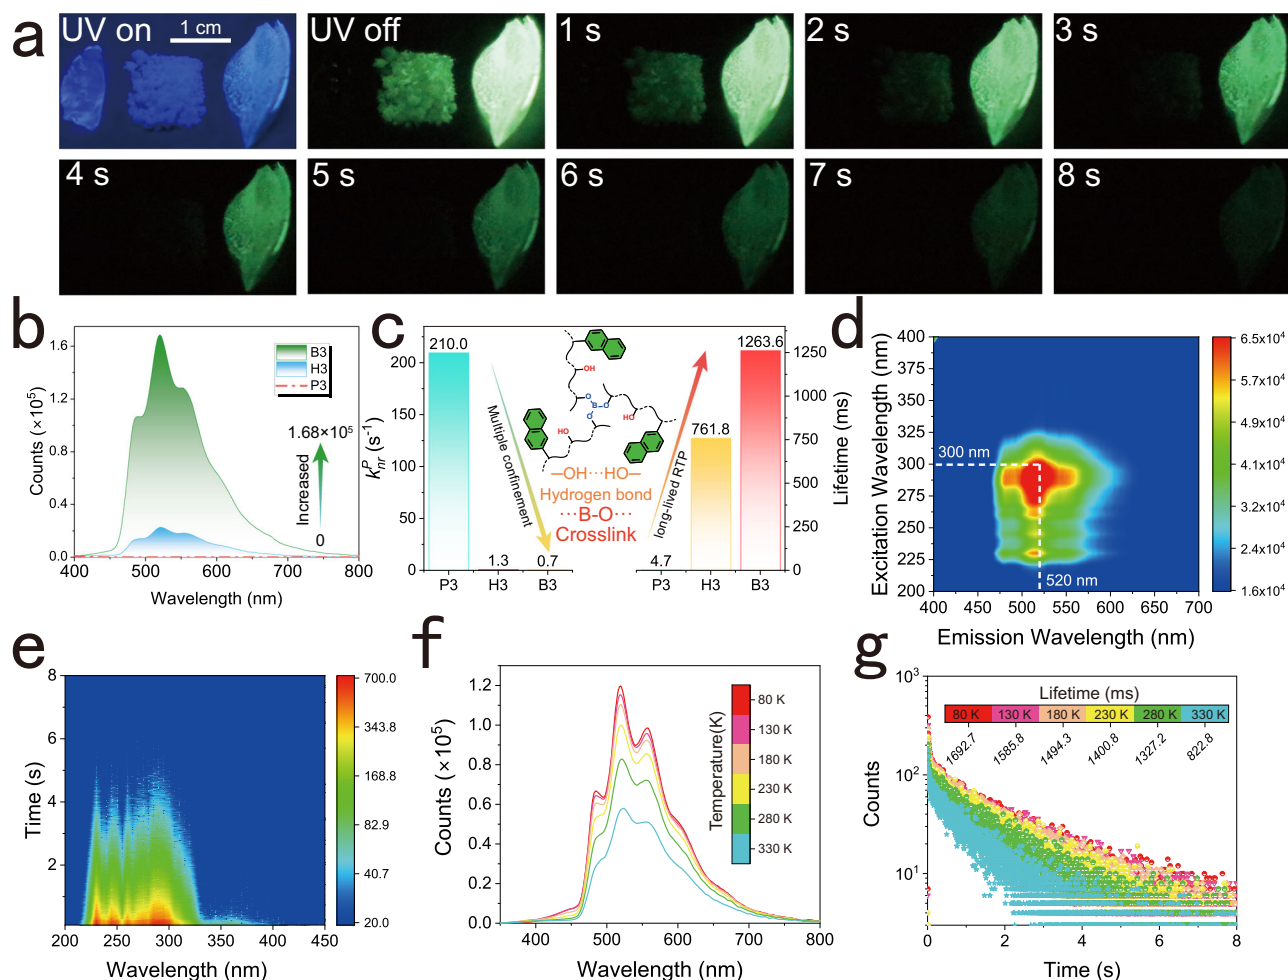 a
UV on
1 cm
UV off
1 s
2 s
3 s
4 s
5 s
6 s
7 s
8 s
b
Counts (×10⁵)
1.6
1.2
0.8
0.4
0.0
400 500 600 700 800
Wavelength (nm)
B3
H3
P3
1.68×10⁵
Increased
0
c
k_nr^P (s⁻¹)
200
150
100
50
0
210.0
1.3
0.7
P3 H3 B3
Multiple confinement
OH
O
B-O
O
HO
HO
—OH···HO—
Hydrogen bond
···B-O···
Crosslink
long-lived RTP
4.7
761.8
1263.6
P3 H3 B3
1250
1000
750
500
250
0
Lifetime (ms)
d
Excitation Wavelength (nm)
400
375
350
325
300
275
250
225
200
300 nm
520 nm
400 450 500 550 600 650 700
Emission Wavelength (nm)
6.5x10⁴
5.7x10⁴
4.9x10⁴
4.1x10⁴
3.2x10⁴
2.4x10⁴
1.6x10⁴
e
Time (s)
8
6
4
2
200 250 300 350 400 450
Wavelength (nm)
700.0
343.8
168.8
82.9
40.7
20.0
f
Counts (×10⁵)
1.2
1.0
0.8
0.6
0.4
0.2
0.0
400 500 600 700 800
Wavelength (nm)
Temperature(K)
80 K
130 K
180 K
230 K
280 K
330 K
g
Counts
10³
10²
10¹
Lifetime (ms)
80 K 130 K 180 K 230 K 280 K 330 K
1692.7 1585.8 1494.3 1400.8 1327.2 822.8
0 2 4 6 8
Time (s)